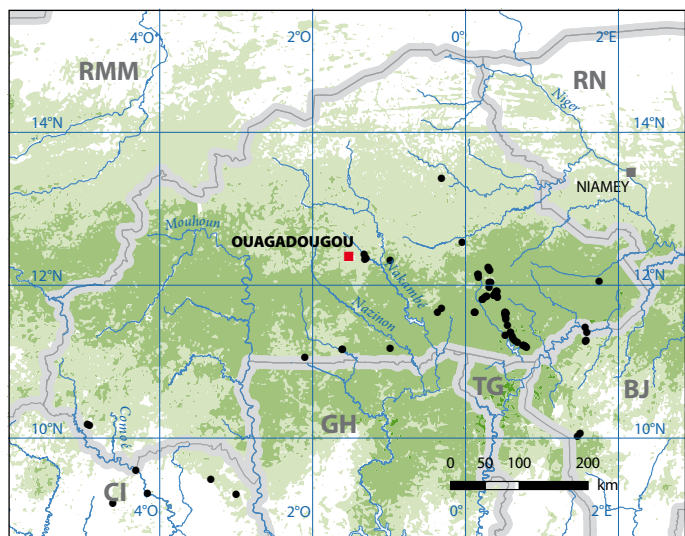 4°O 2°O 0° 2°E
RMM
RN
Niger
14°N 14°N
NIAMEY
Mouhoun
OUAGADOUGOU
Nakambe
12°N 12°N
Nazinon
TG
BJ
GH
Comoé
10°N 10°N
0 50 100 200
km
CI
4°O 2°O 0° 2°E